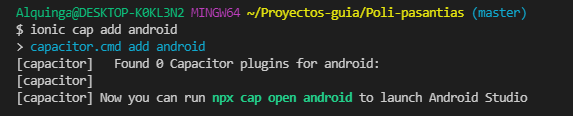 Alquinga@DESKTOP-K0KL3N2 MINGW64 ~/Proyectos-guia/Poli-pasantias (master)
$ ionic cap add android
> capacitor.cmd add android
[capacitor]   Found 0 Capacitor plugins for android:
[capacitor]
[capacitor] Now you can run npx cap open android to launch Android Studio